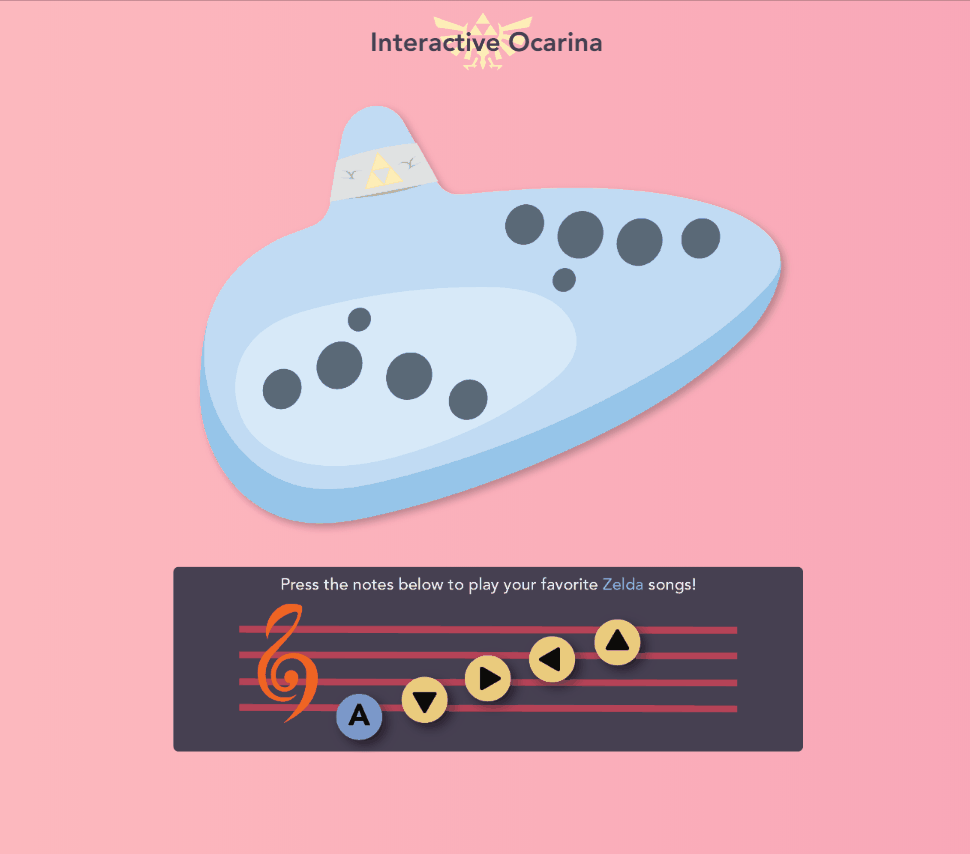 Interactive Ocarina
Press the notes below to play your favorite Zelda songs!
A